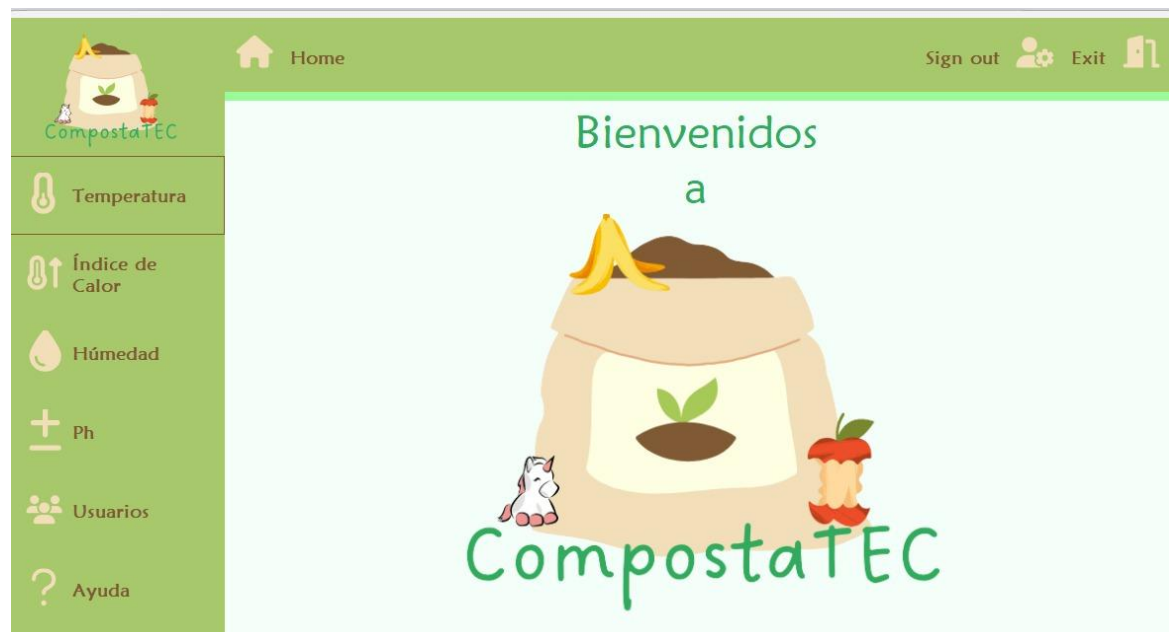 CompostaTEC
Home
Sign out
Exit
Temperatura
Índice de
Calor
Húmedad
Ph
Usuarios
Ayuda
Bienvenidos
a
CompostaTEC